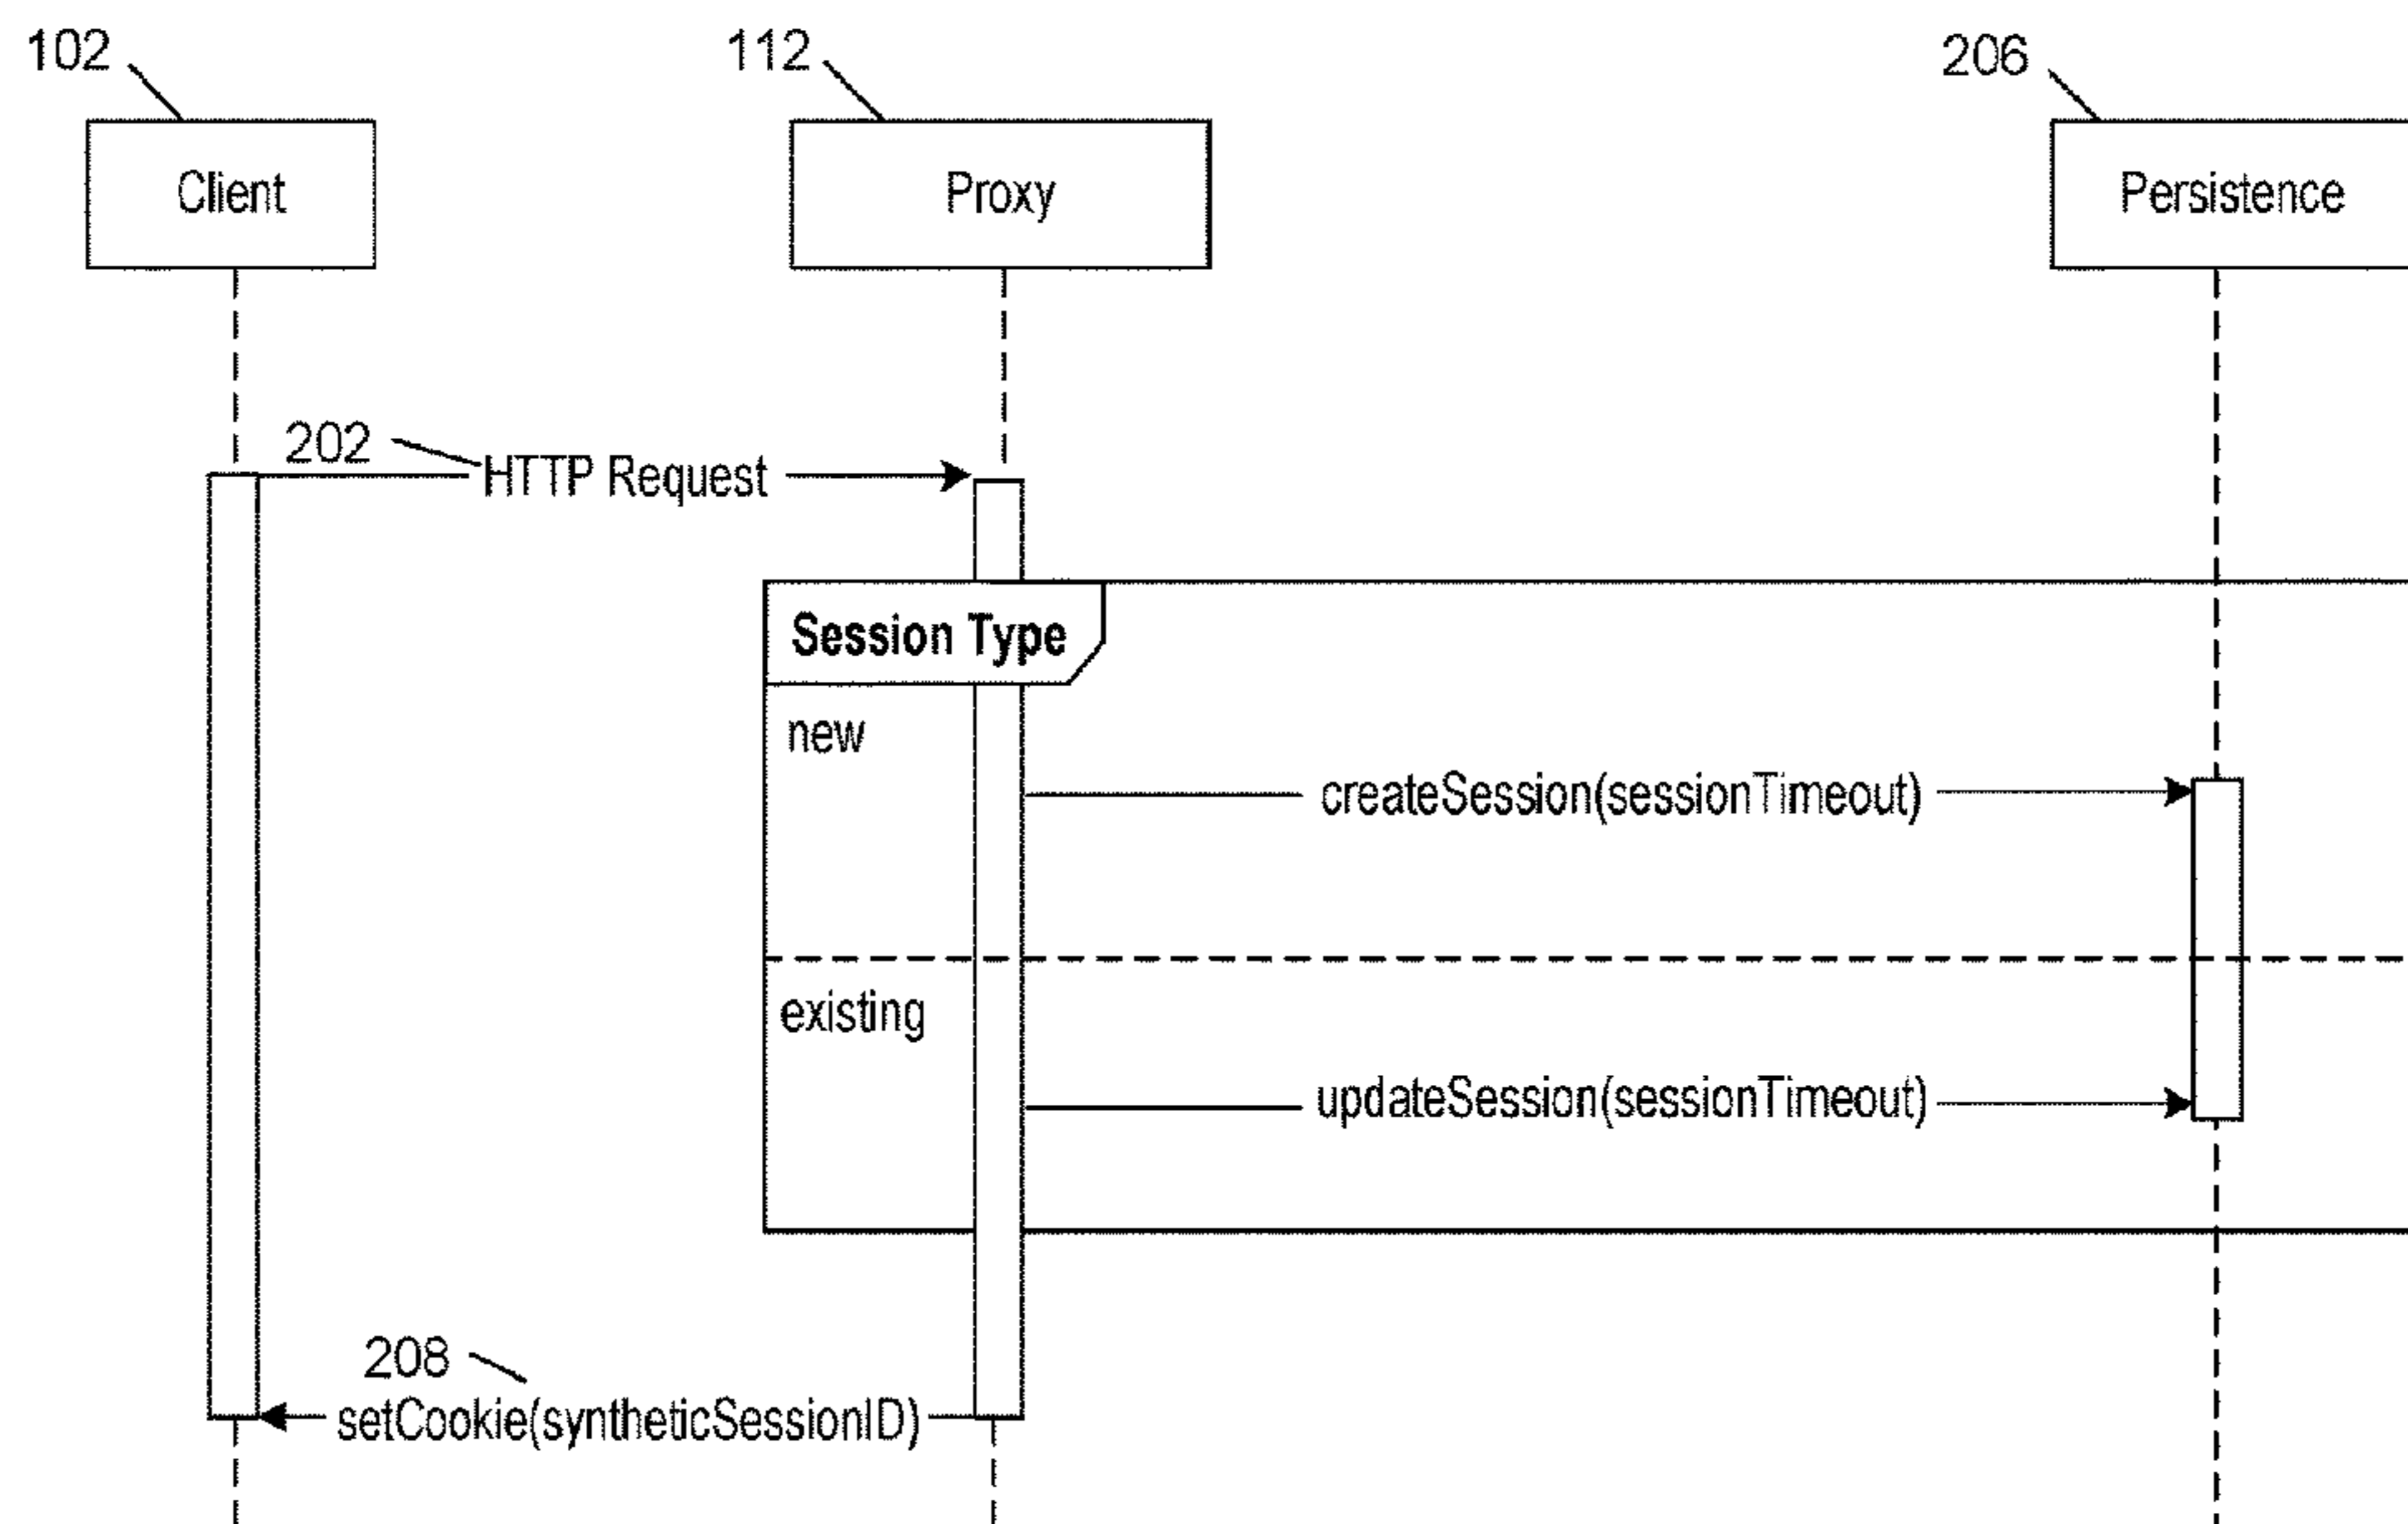 102
112
206
Client
Proxy
Persistence
202
HTTP Request
Session Type
new
createSession(sessionTimeout)
existing
updateSession(sessionTimeout)
208
setCookie(syntheticSessionID)